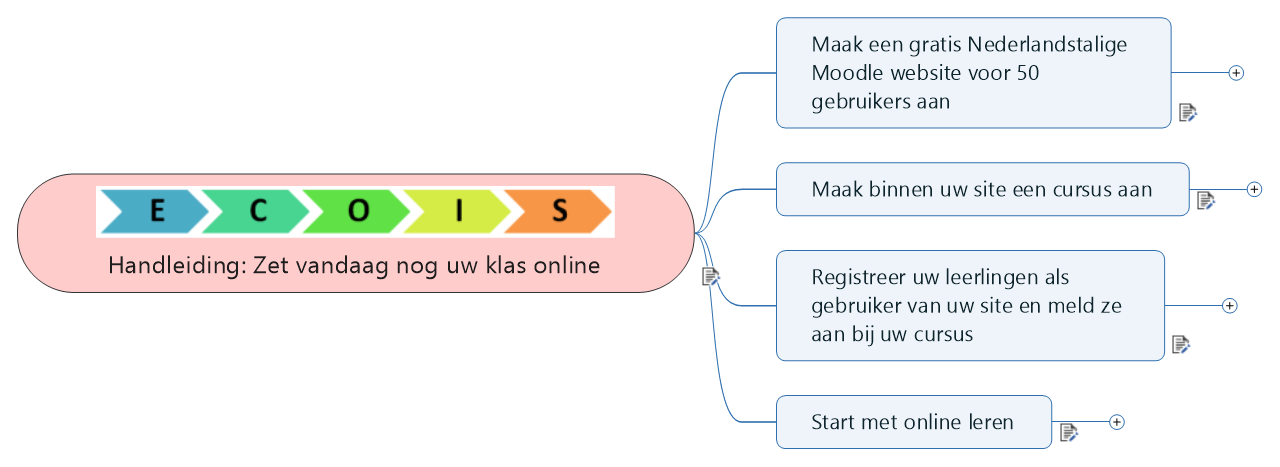 E C O I S
Handleiding: Zet vandaag nog uw klas online
Maak een gratis Nederlandstalige
Moodle website voor 50
gebruikers aan
Maak binnen uw site een cursus aan
Registreer uw leerlingen als
gebruiker van uw site en meld ze
aan bij uw cursus
Start met online leren